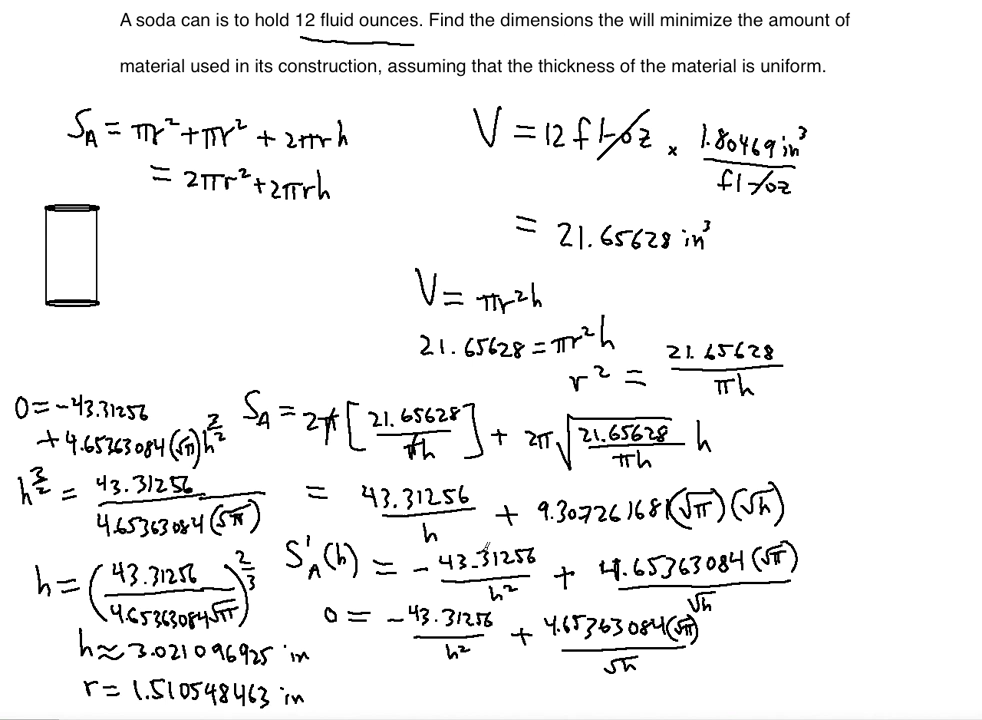 A soda can is to hold 12 fluid ounces. Find the dimensions the will minimize the amount of
material used in its construction, assuming that the thickness of the material is uniform.
S_A = πr² + πr² + 2πrh
= 2πr² + 2πrh
V = 12 fl-oz × 1.80469 in³ / fl-oz
= 21.65628 in³
V = πr²h
21.65628 = πr²h
r² = 21.65628 / πh
S_A = 2π[21.65628 / πh] + 2π√(21.65628 / πh) h
= 43.31256 / h + 9.307261681(√π)(√h)
S'_A(h) = -43.31256 / h² + 4.65363084(√π) / √h
0 = -43.31256 / h² + 4.65363084(√π) / √h
0 = -43.31256
+ 4.65363084(√π)h^(3/2)
h^(3/2) = 43.31256 / 4.65363084(√π)
h = (43.31256 / 4.65363084√π)^(2/3)
h ≈ 3.021096925 in
r = 1.510548463 in